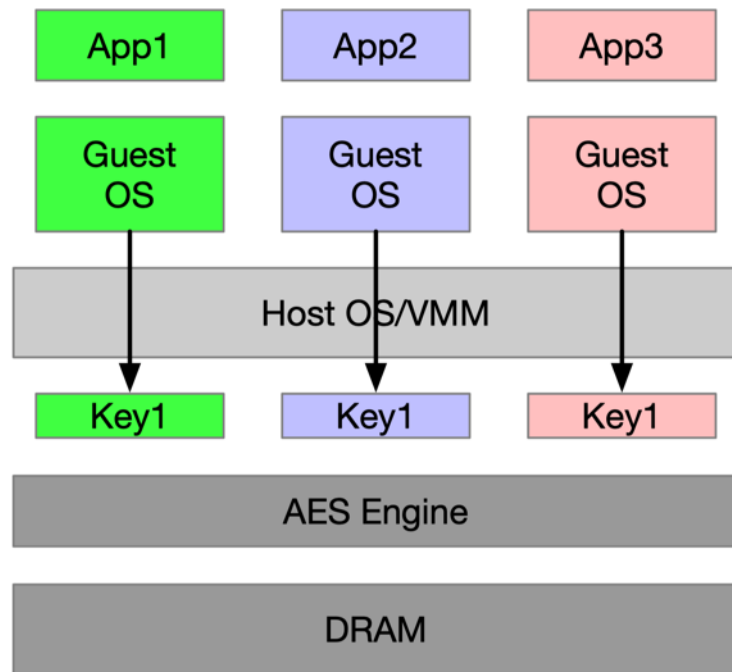 App1
App2
App3
Guest
OS
Guest
OS
Guest
OS
Host OS/VMM
Key1
Key1
Key1
AES Engine
DRAM